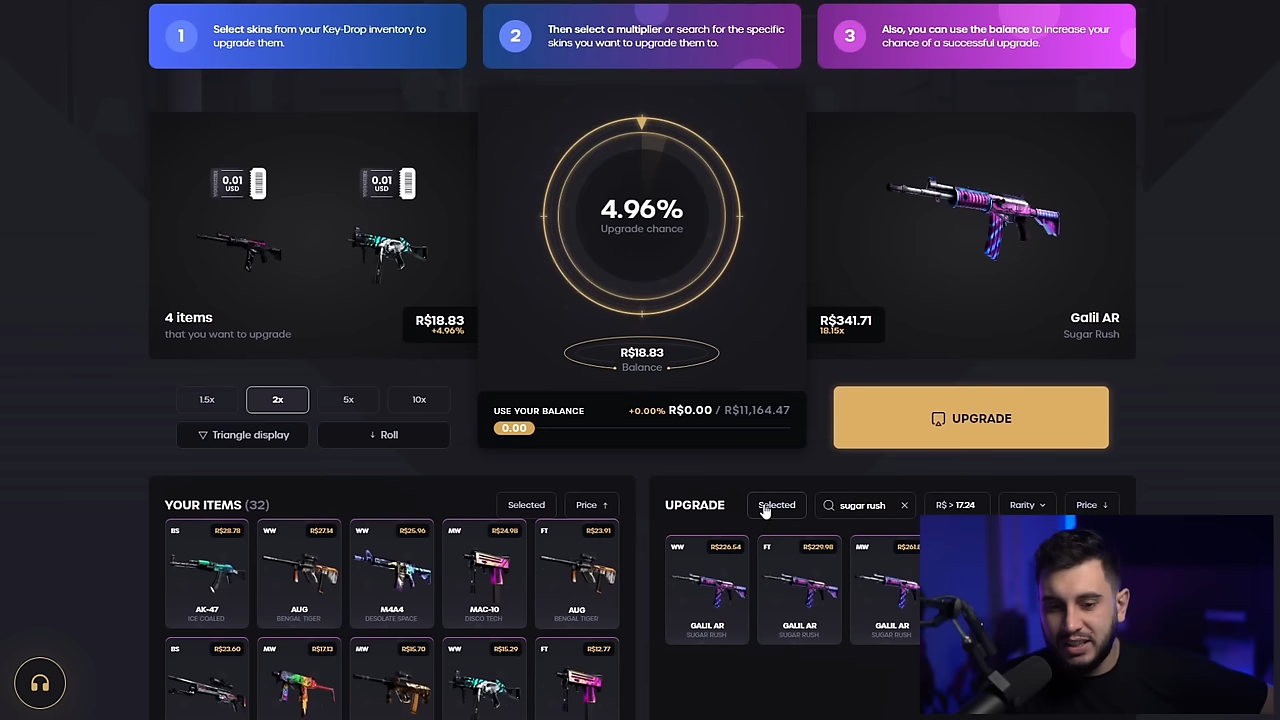 1
Select skins from your Key-Drop inventory to
upgrade them.
2
Then select a multiplier or search for the specific
skins you want to upgrade them to.
3
Also, you can use the balance to increase your
chance of a successful upgrade.
0.01
USD
0.01
USD
4 items
that you want to upgrade
R$18.83
+4.96%
4.96%
Upgrade chance
R$18.83
Balance
R$341.71
18.15x
Galil AR
Sugar Rush
1.5x
2x
5x
10x
Triangle display
Roll
USE YOUR BALANCE
+0.00% R$0.00 / R$11,164.47
0.00
UPGRADE
YOUR ITEMS (32)
Selected
Price
BS R$28.78
AK-47
ICE COALED
WW R$27.14
AUG
BENGAL TIGER
WW R$25.96
M4A4
DESOLATE SPACE
MW R$24.98
MAC-10
DISCO TECH
FT R$23.91
AUG
BENGAL TIGER
BS R$23.60
MW R$17.13
MW R$15.70
WW R$15.29
FT R$12.77
UPGRADE
Selected
sugar rush
R$ > 17.24
Rarity
Price
WW R$226.54
GALIL AR
SUGAR RUSH
FT R$229.98
GALIL AR
SUGAR RUSH
MW
GALIL AR
SUGAR RUSH